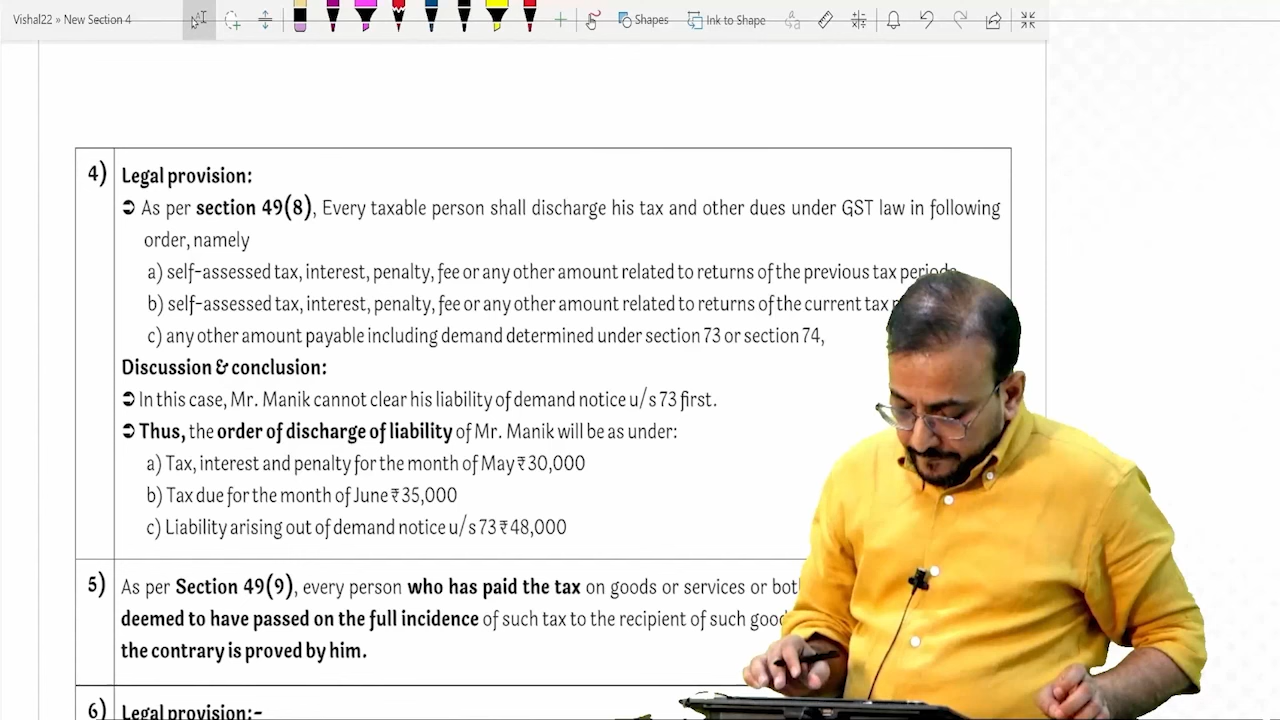 Vishal22 » New Section 4
Shapes
Ink to Shape
4) Legal provision:
➲ As per section 49(8), Every taxable person shall discharge his tax and other dues under GST law in following
order, namely
a) self-assessed tax, interest, penalty, fee or any other amount related to returns of the previous tax periods
b) self-assessed tax, interest, penalty, fee or any other amount related to returns of the current tax
c) any other amount payable including demand determined under section 73 or section 74,
Discussion & conclusion:
➲ In this case, Mr. Manik cannot clear his liability of demand notice u/s 73 first.
➲ Thus, the order of discharge of liability of Mr. Manik will be as under:
a) Tax, interest and penalty for the month of May ₹ 30,000
b) Tax due for the month of June ₹ 35,000
c) Liability arising out of demand notice u/s 73 ₹ 48,000
5) As per Section 49(9), every person who has paid the tax on goods or services or
deemed to have passed on the full incidence of such tax to the recipient of such
the contrary is proved by him.
6) Legal provision:-